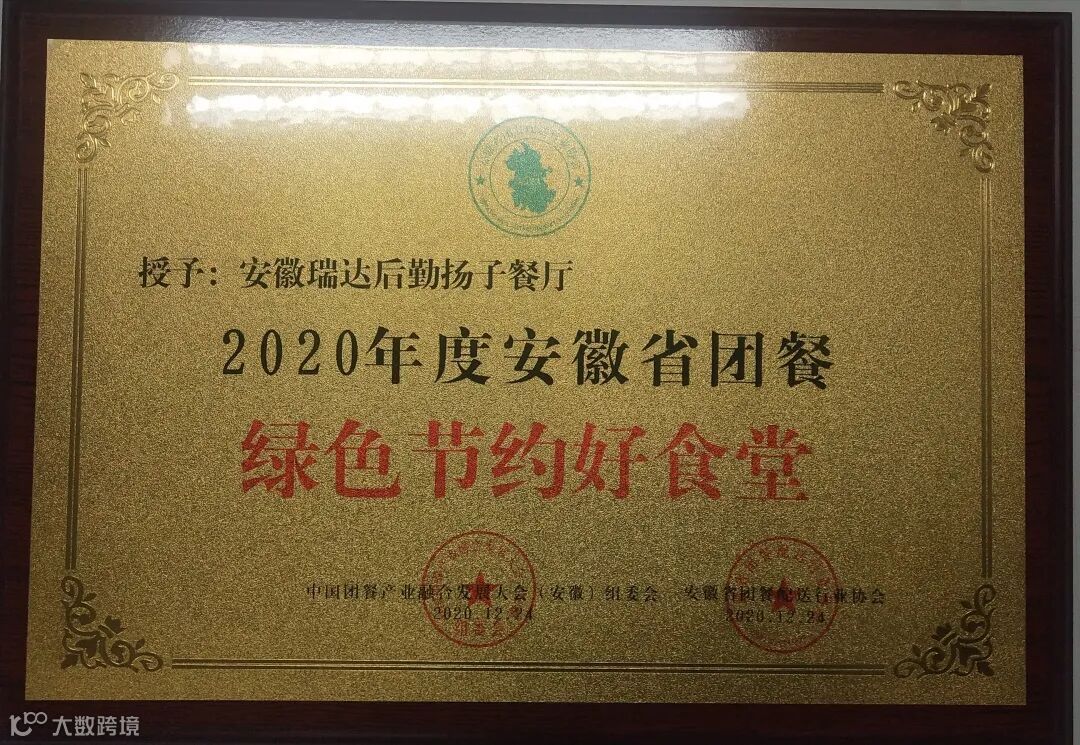 授予：安徽瑞达后勤扬子餐厅
2020年度安徽省团餐
绿色节约好食堂
中国团餐产业融合发展大会（安徽）组委会 安徽省团餐配送行业协会
2020.12.24 2020.12.24
大数跨境